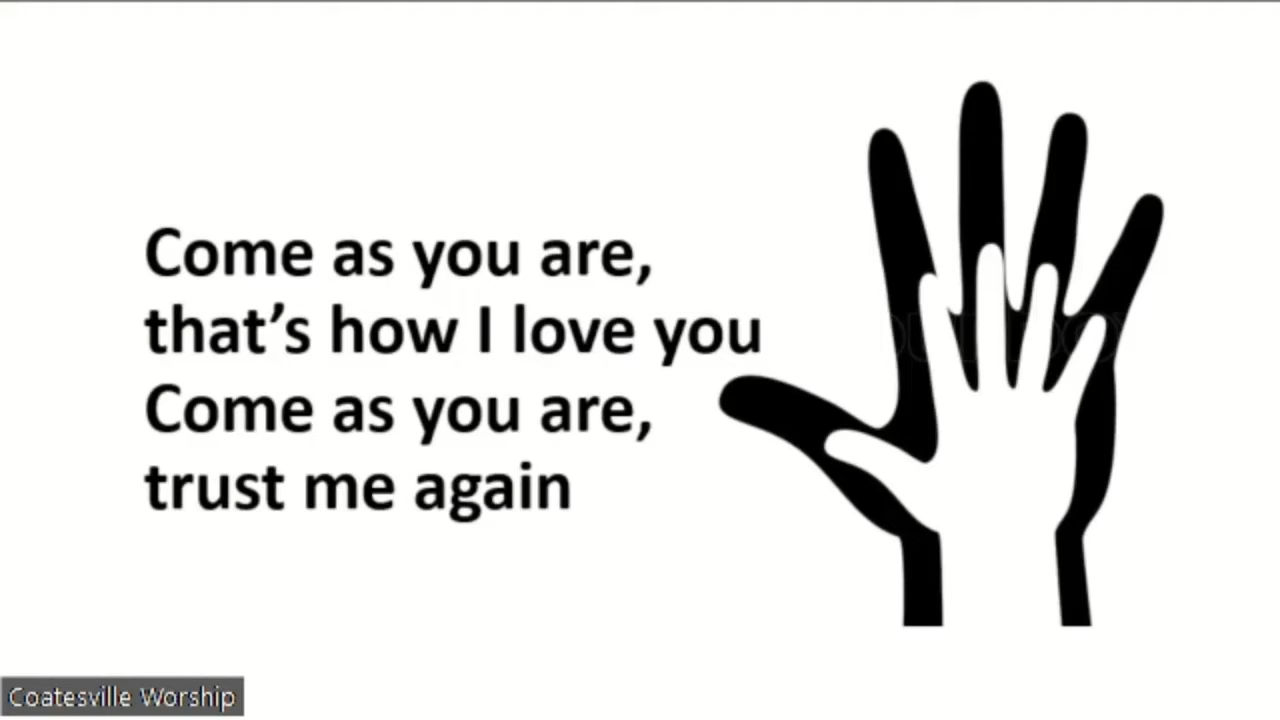 Come as you are,
that’s how I love you
Come as you are,
trust me again
Coatesville Worship